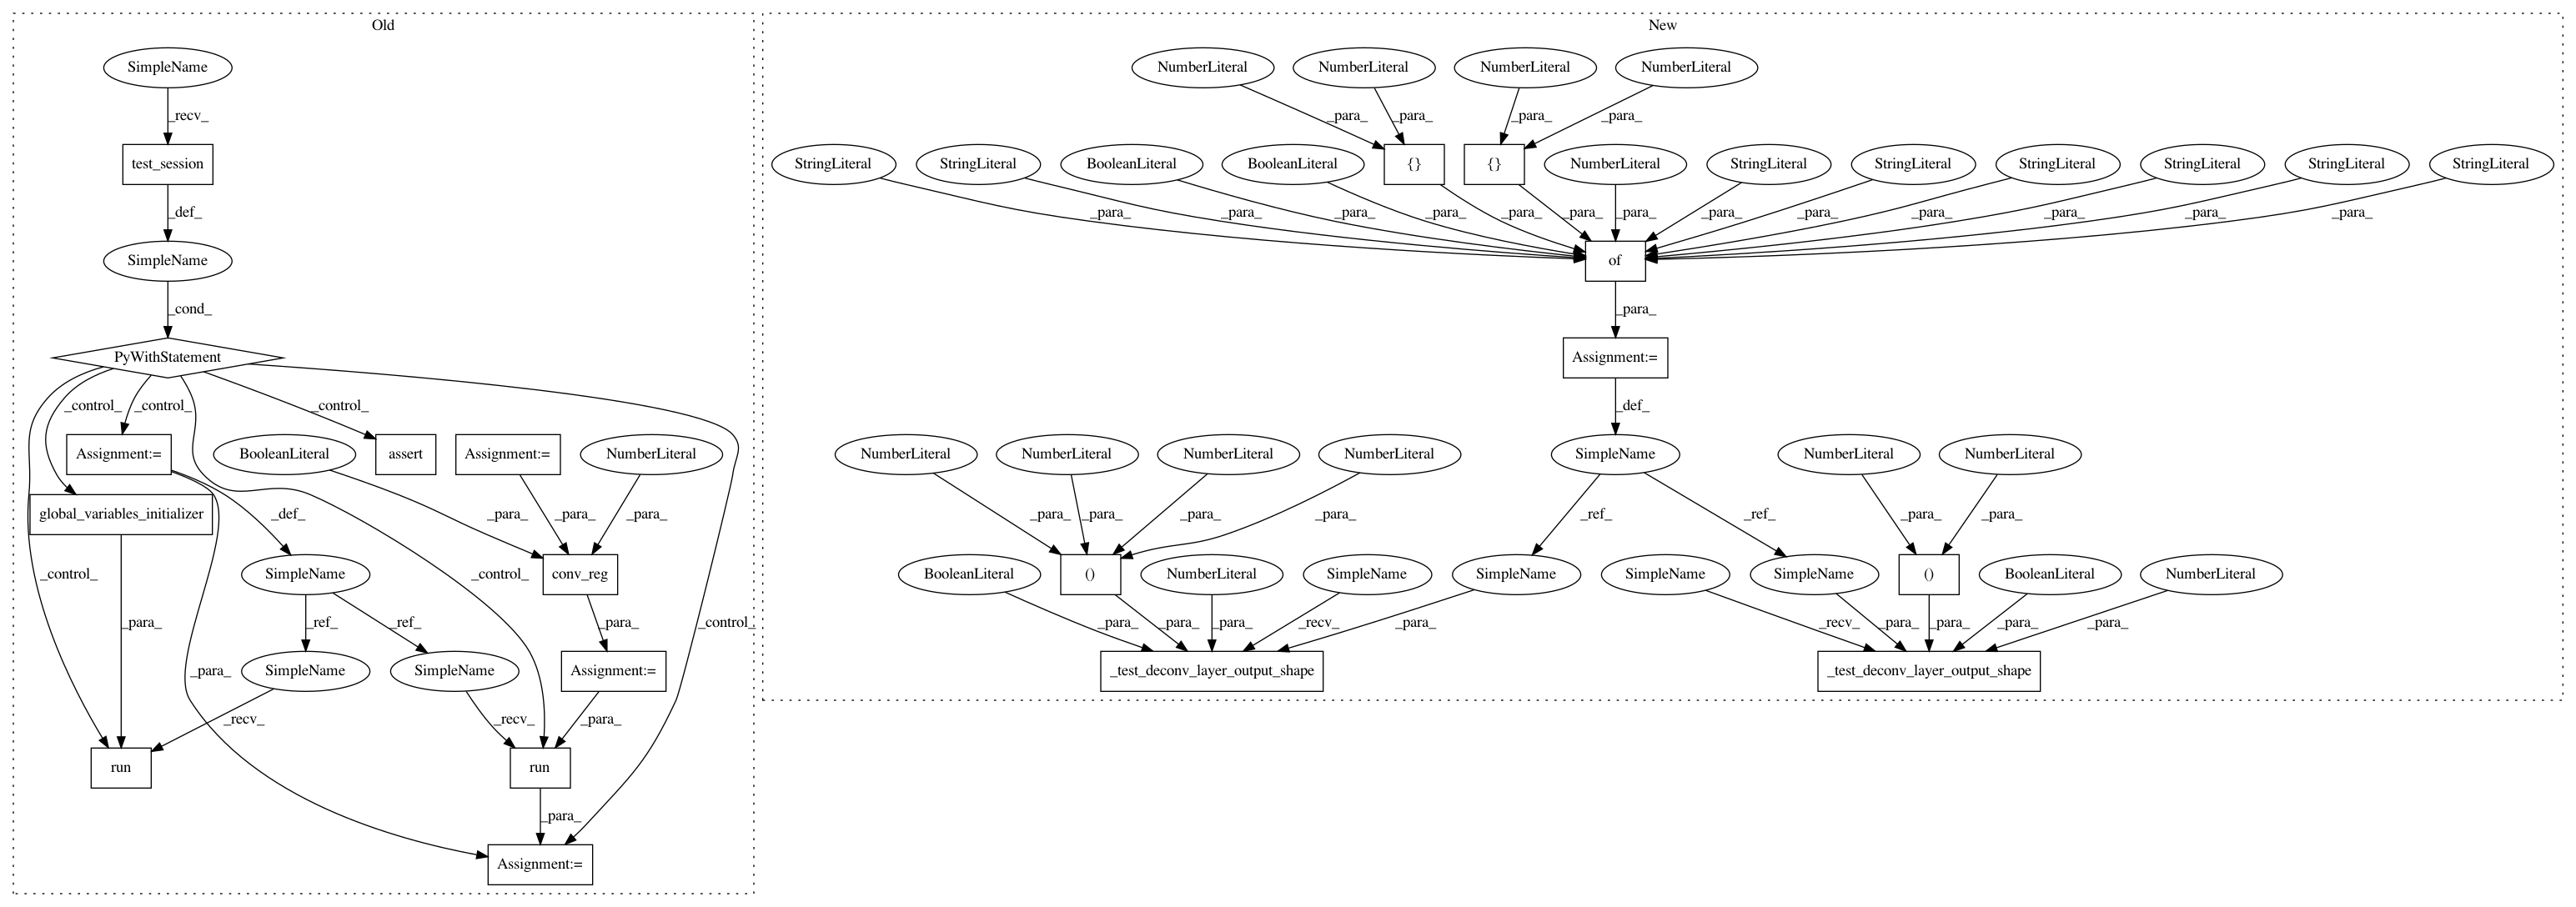 Old
SimpleName
_recv_
test_session
_def_
SimpleName
_cond_
PyWithStatement
_control_ _control_ _control_
Assignment:= BooleanLiteral assert Assignment:= NumberLiteral
global_variables_initializer _def_ _para_ _para_ _para_
_control_ SimpleName _control_ conv_reg
_para_ _ref_ _ref_ _para_ _control_
_para_ SimpleName SimpleName Assignment:=
_recv_ _recv_ _para_
run run
_para_
Assignment:=
New
NumberLiteral NumberLiteral NumberLiteral NumberLiteral
_para_ _para_ _para_ _para_
StringLiteral StringLiteral BooleanLiteral BooleanLiteral {} {} NumberLiteral StringLiteral StringLiteral StringLiteral StringLiteral StringLiteral StringLiteral
_para_ _para_ _para_ _para_ _para_ _para_ _para_ _para_ _para_ _para_ _para_ _para_ _para_
of
_para_
Assignment:=
_def_
NumberLiteral NumberLiteral NumberLiteral NumberLiteral SimpleName NumberLiteral NumberLiteral
_para_ _para_ _para_ _para_ _ref_ _ref_ _para_ _para_
BooleanLiteral () NumberLiteral SimpleName SimpleName SimpleName SimpleName () BooleanLiteral NumberLiteral
_para_ _para_ _para_ _recv_ _para_ _recv_ _para_ _para_ _para_ _para_
_test_deconv_layer_output_shape _test_deconv_layer_output_shape